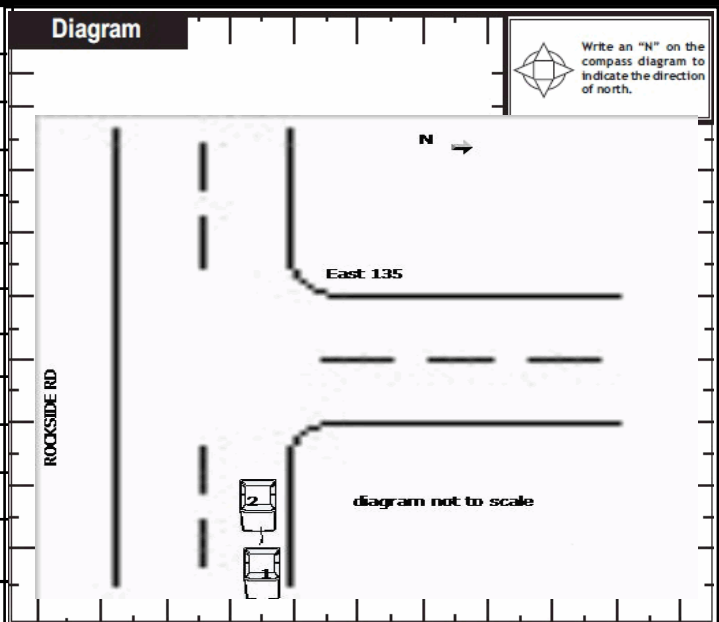 Diagram
Write an “N” on the
compass diagram to
indicate the direction
of north.
N
East 135
ROCKSIDE RD
2
diagram not to scale
1